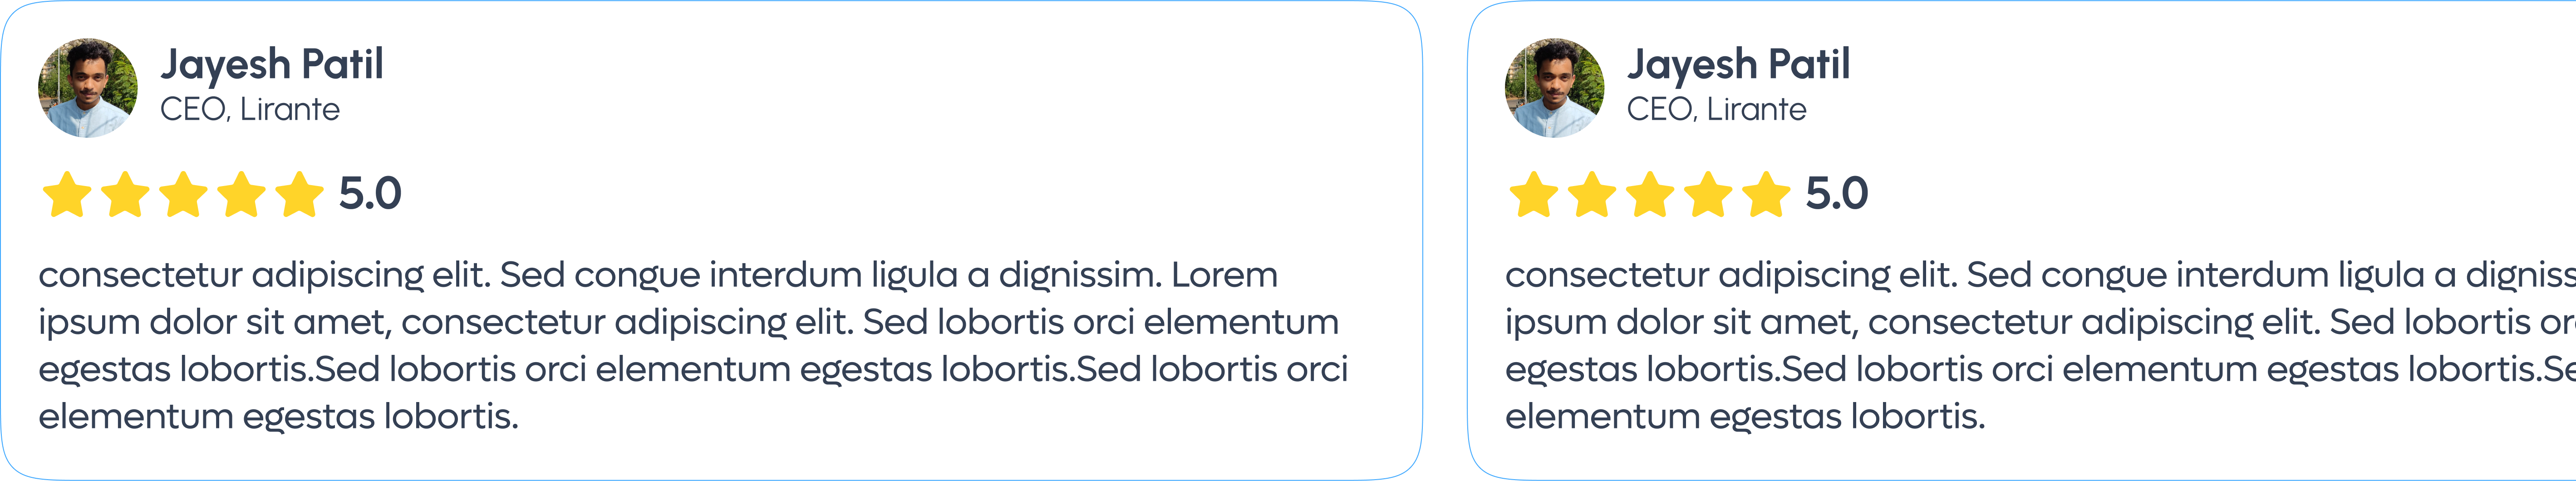 Jayesh Patil
CEO, Lirante
5.0
consectetur adipiscing elit. Sed congue interdum ligula a dignissim. Lorem
ipsum dolor sit amet, consectetur adipiscing elit. Sed lobortis orci elementum
egestas lobortis.Sed lobortis orci elementum egestas lobortis.Sed lobortis orci
elementum egestas lobortis.
Jayesh Patil
CEO, Lirante
5.0
consectetur adipiscing elit. Sed congue interdum ligula a
ipsum dolor sit amet, consectetur adipiscing elit. Sed lobortis
egestas lobortis.Sed lobortis orci elementum egestas lobortis.
elementum egestas lobortis.